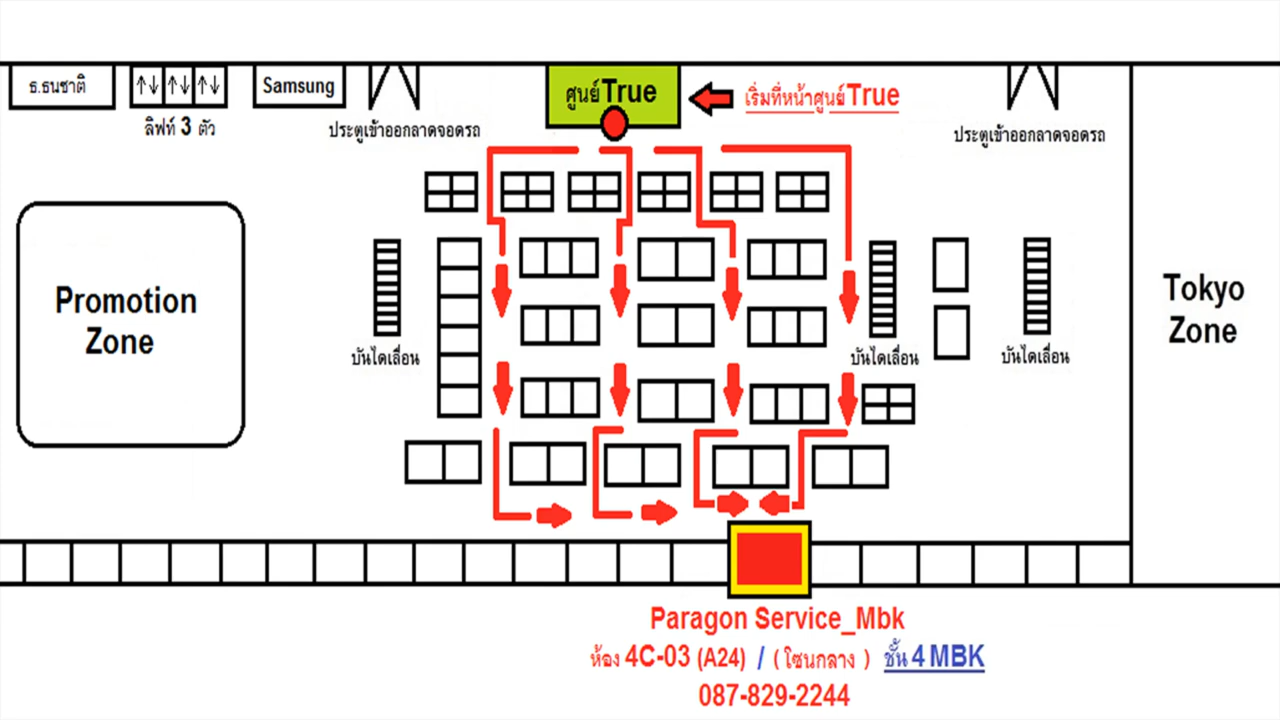 ธ.ธนชาติ
Samsung
ศูนย์True
เริ่มที่หน้าศูนย์True
ลิฟท์ 3 ตัว
ประตูเข้าออกลาดจอดรถ
ประตูเข้าออกลาดจอดรถ
Promotion
Zone
Tokyo
Zone
บันไดเลื่อน
บันไดเลื่อน
บันไดเลื่อน
Paragon Service_Mbk
ห้อง 4C-03 (A24) / ( โซนกลาง ) ชั้น 4 MBK
087-829-2244